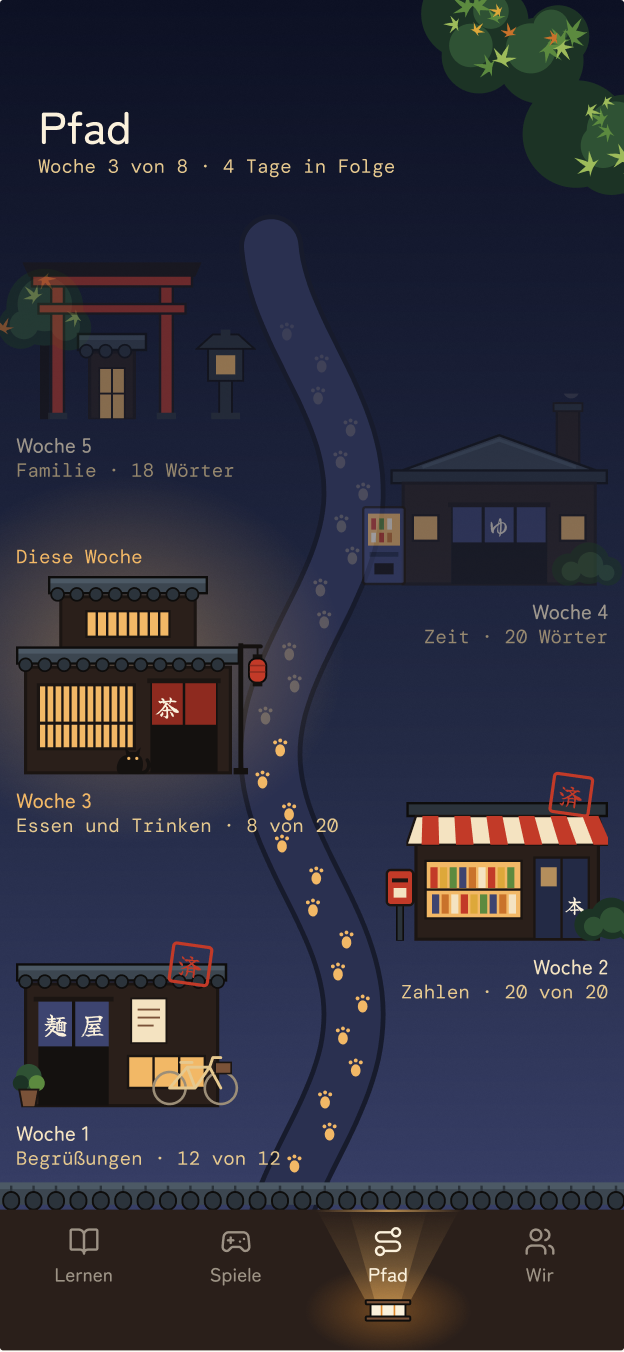 Pfad
Woche 3 von 8 · 4 Tage in Folge
Woche 5
Familie · 18 Wörter
ゆ
Woche 4
Zeit · 20 Wörter
Diese Woche
茶
Woche 3
Essen und Trinken · 8 von 20
済
本
Woche 2
Zahlen · 20 von 20
済
麺 屋
Woche 1
Begrüßungen · 12 von 12
Lernen
Spiele
Pfad
Wir